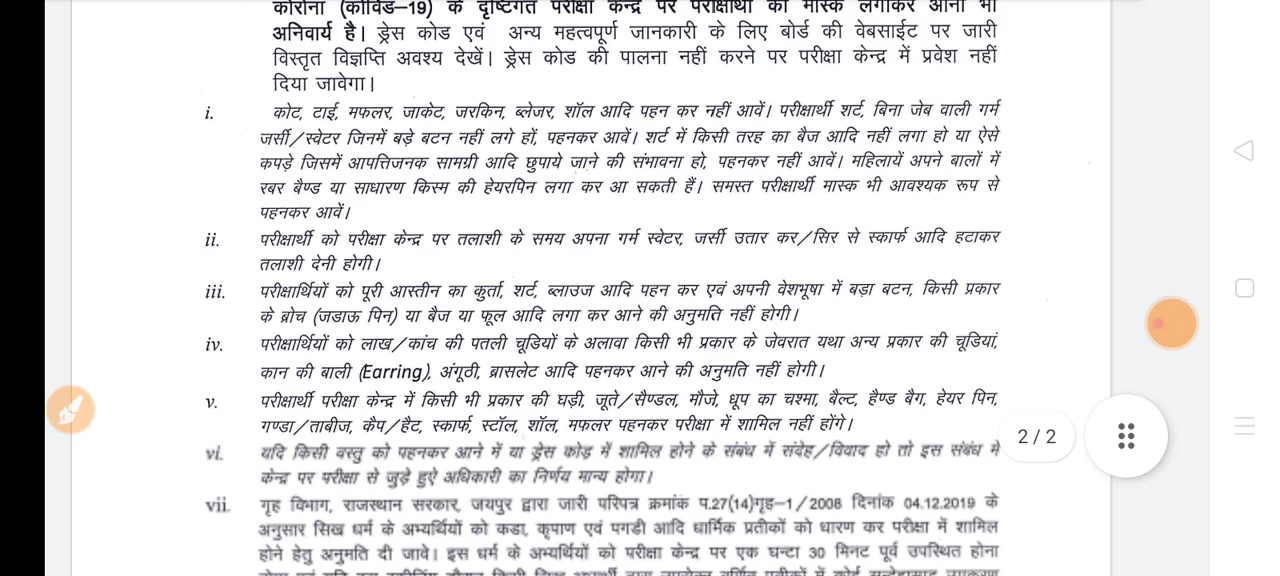 कोरोना (कोविड–19) के दृष्टिगत परीक्षा केन्द्र पर परीक्षार्थी को मास्क लगाकर आना भी
अनिवार्य है। ड्रेस कोड एवं अन्य महत्वपूर्ण जानकारी के लिए बोर्ड की वेबसाईट पर जारी
विस्तृत विज्ञप्ति अवश्य देखें। ड्रेस कोड की पालना नहीं करने पर परीक्षा केन्द्र में प्रवेश नहीं
दिया जावेगा।
i. कोट, टाई, मफलर, जाकेट, जरकिन, ब्लेजर, शॉल आदि पहन कर नहीं आवें। परीक्षार्थी शर्ट, बिना जेब वाली गर्म
जर्सी/स्वेटर जिनमें बड़े बटन नहीं लगे हों, पहनकर आवें। शर्ट में किसी तरह का बैज आदि नहीं लगा हो या ऐसे
कपड़े जिसमें आपत्तिजनक सामग्री आदि छुपाये जाने की संभावना हो, पहनकर नहीं आवें। महिलायें अपने बालों में
रबर बैण्ड या साधारण किस्म की हेयरपिन लगा कर आ सकती हैं। समस्त परीक्षार्थी मास्क भी आवश्यक रूप से
पहनकर आवें।
ii. परीक्षार्थी को परीक्षा केन्द्र पर तलाशी के समय अपना गर्म स्वेटर, जर्सी उतार कर/सिर से स्कार्फ आदि हटाकर
तलाशी देनी होगी।
iii. परीक्षार्थियों को पूरी आस्तीन का कुर्ता, शर्ट, ब्लाउज आदि पहन कर एवं अपनी वेशभूषा में बड़ा बटन, किसी प्रकार
के ब्रोच (जडाऊ पिन) या बैज या फूल आदि लगा कर आने की अनुमति नहीं होगी।
iv. परीक्षार्थियों को लाख/कांच की पतली चूडियों के अलावा किसी भी प्रकार के जेवरात यथा अन्य प्रकार की चूडियां,
कान की बाली (Earring), अंगूठी, ब्रासलेट आदि पहनकर आने की अनुमति नहीं होगी।
v. परीक्षार्थी परीक्षा केन्द्र में किसी भी प्रकार की घड़ी, जूते/सैण्डल, मौजे, धूप का चश्मा, बैल्ट, हैण्ड बैग, हेयर पिन,
गण्डा/ताबीज, कैप/हैट, स्कार्फ, स्टॉल, शॉल, मफलर पहनकर परीक्षा में शामिल नहीं होंगे।
2/2
vi. यदि किसी वस्तु को पहनकर आने में या ड्रेस कोड़ में शामिल होने के संबंध में संदेह/विवाद हो तो इस संबंध मे
केन्द्र पर परीक्षा से जुड़े हुऐ अधिकारी का निर्णय मान्य होगा।
vii. गृह विभाग, राजस्थान सरकार, जयपुर द्वारा जारी परिपत्र क्रमांक प.27(14)गृह–1/2008 दिनांक 04.12.2019 के
अनुसार सिख धर्म के अभ्यर्थियों को कडा, कृपाण एवं पगडी आदि धार्मिक प्रतीकों को धारण कर परीक्षा में शामिल
होने हेतु अनुमति दी जावे। इस धर्म के अभ्यर्थियों को परीक्षा केन्द्र पर एक घन्टा 30 मिनट पूर्व उपस्थित होना